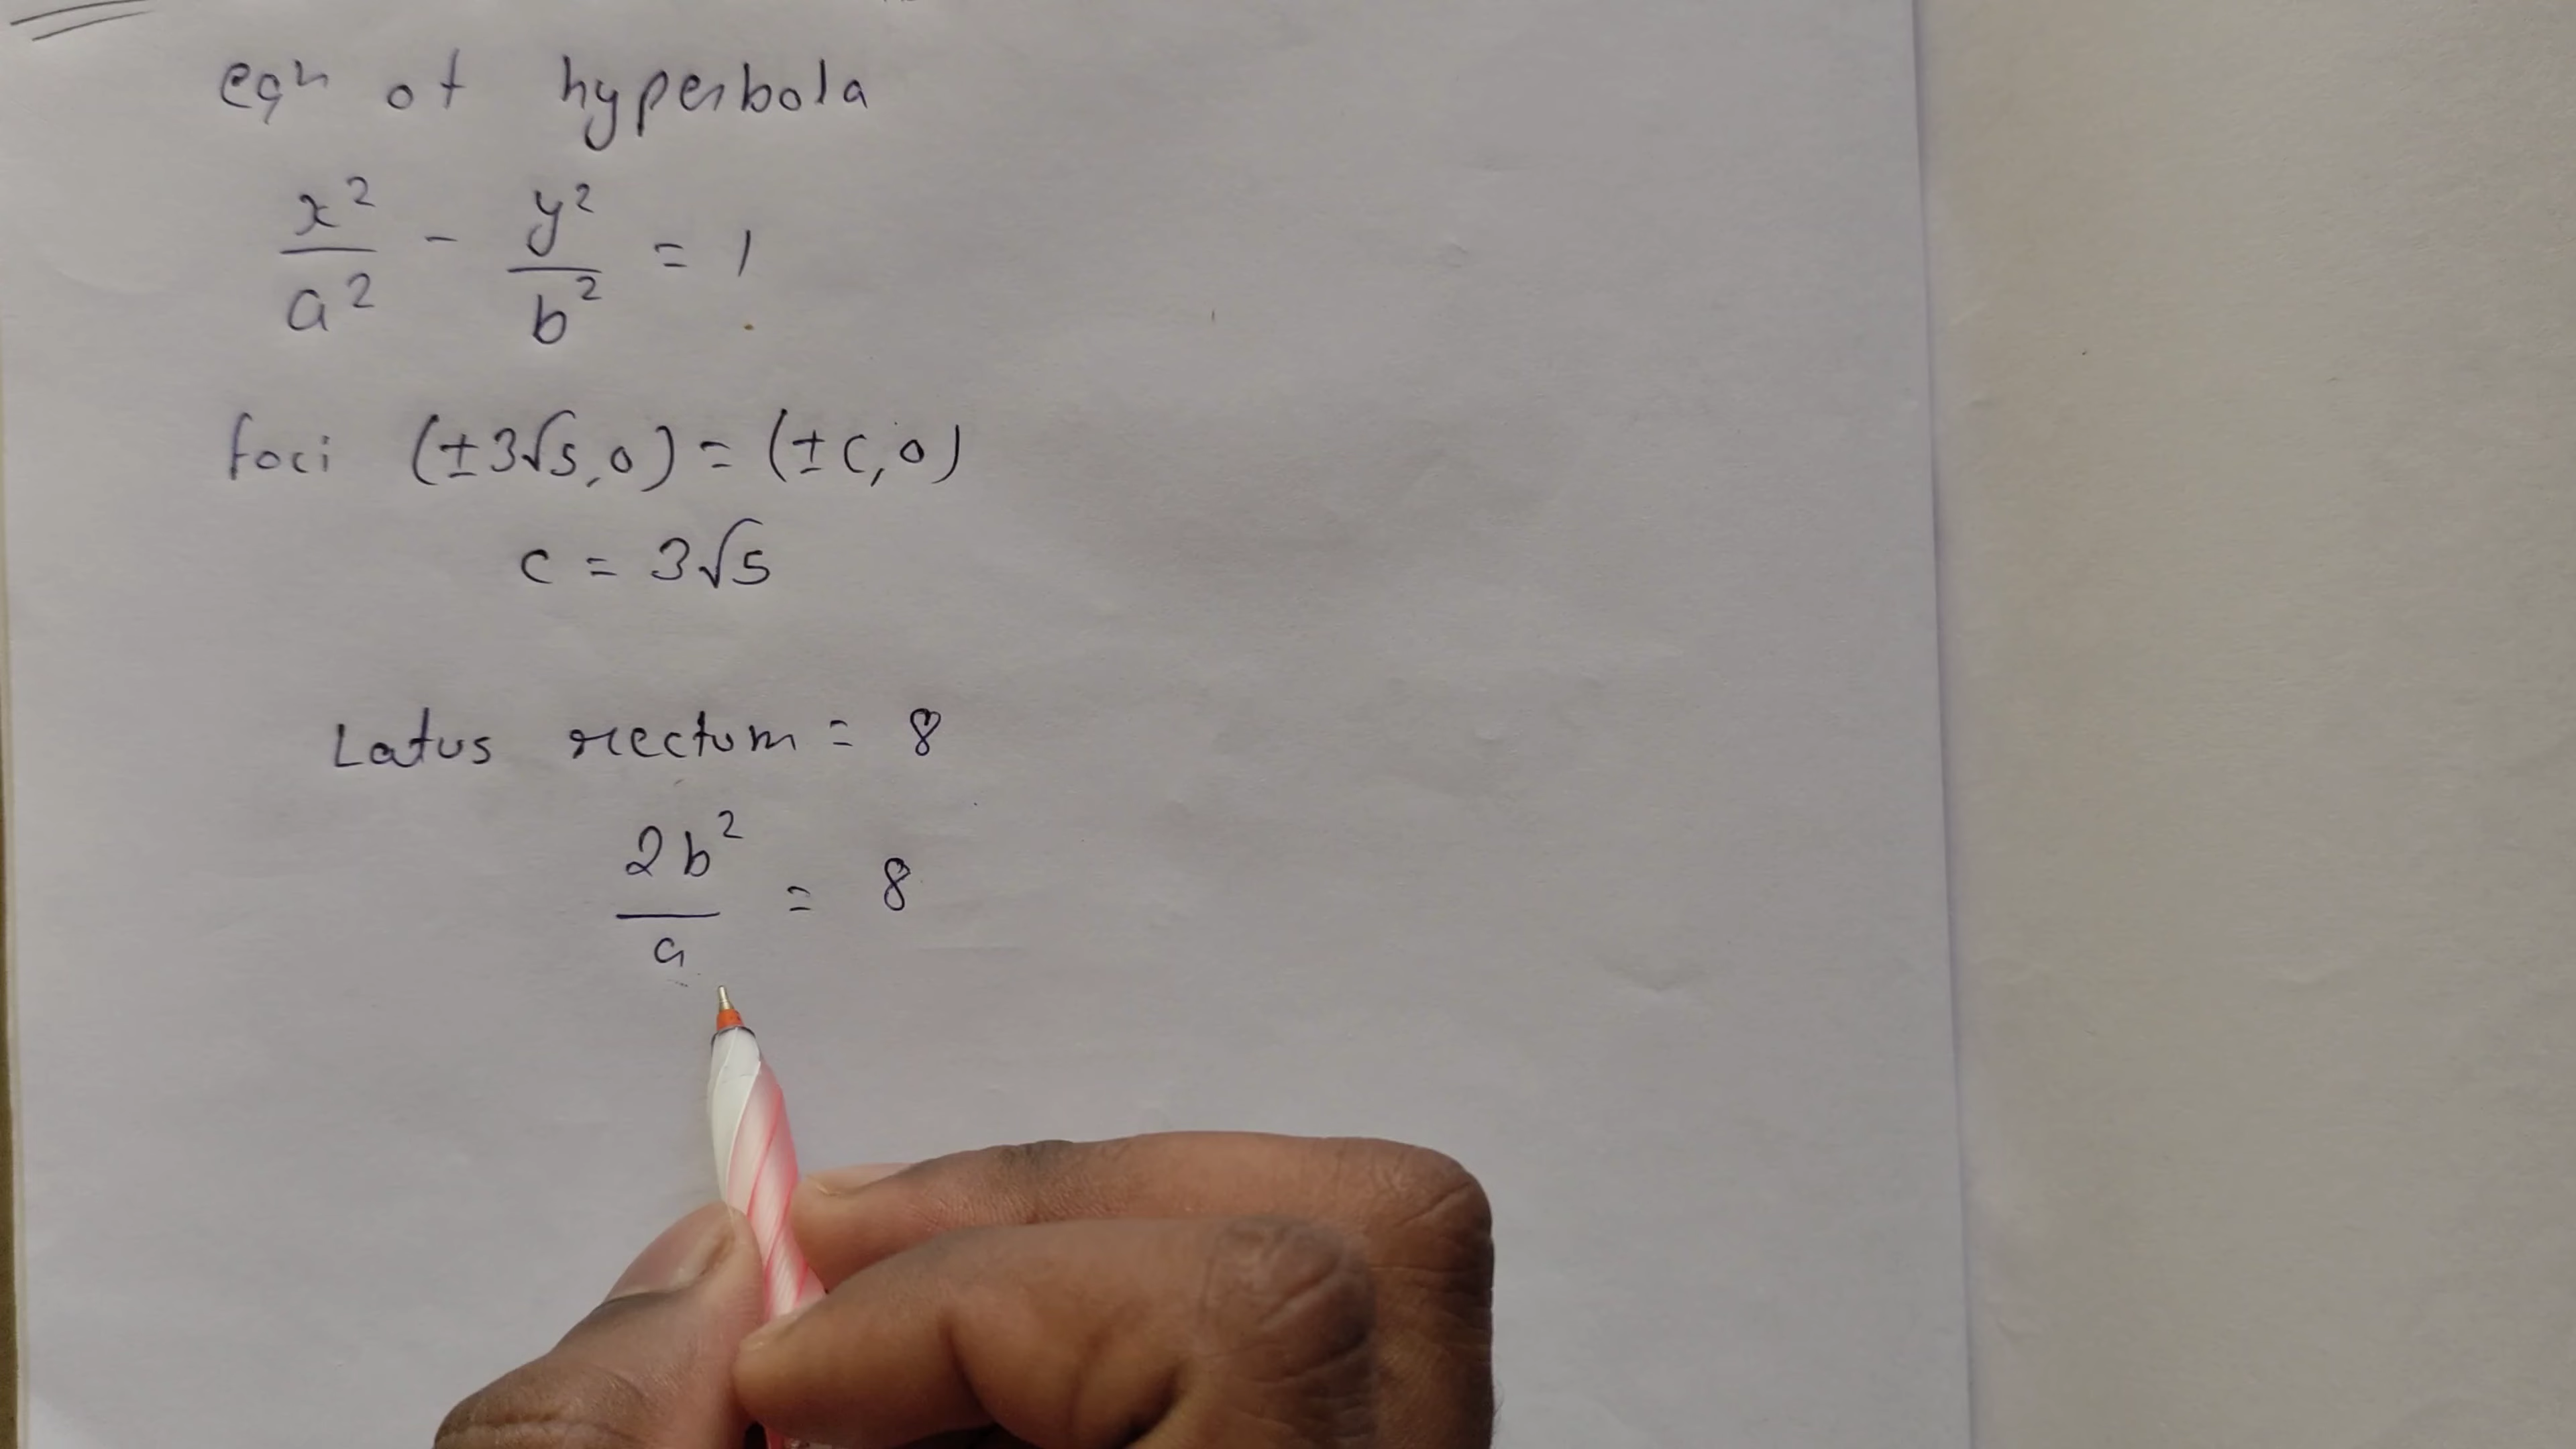 eqn of hyperbola
x²/a² - y²/b² = 1
foci (±3√5, 0) = (±c, 0)
c = 3√5
Latus rectum = 8
2b²/a = 8